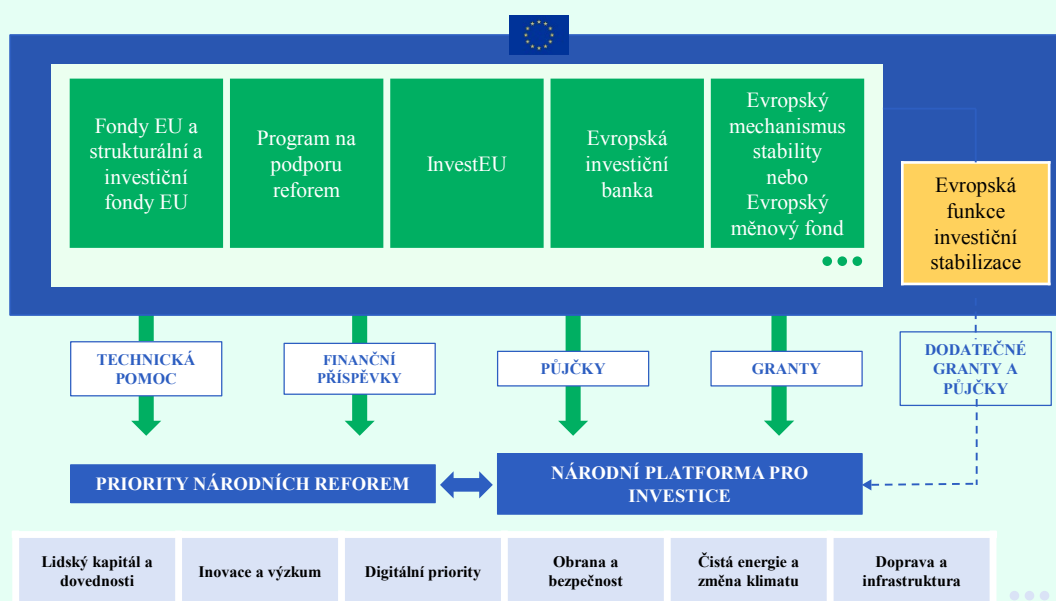 Fondy EU a
strukturální a
investiční
fondy EU
Program na
podporu
reforem
InvestEU
Evropská
investiční
banka
Evropský
mechanismus
stability
nebo
Evropský
měnový fond
Evropská
funkce
investiční
stabilizace
TECHNICKÁ
POMOC
FINANČNÍ
PŘÍSPĚVKY
PŮJČKY
GRANTY
DODATEČNÉ
GRANTY A
PŮJČKY
PRIORITY NÁRODNÍCH REFOREM
NÁRODNÍ PLATFORMA PRO
INVESTICE
Lidský kapitál a
dovednosti
Inovace a výzkum
Digitální priority
Obrana a
bezpečnost
Čistá energie a
změna klimatu
Doprava a
infrastruktura